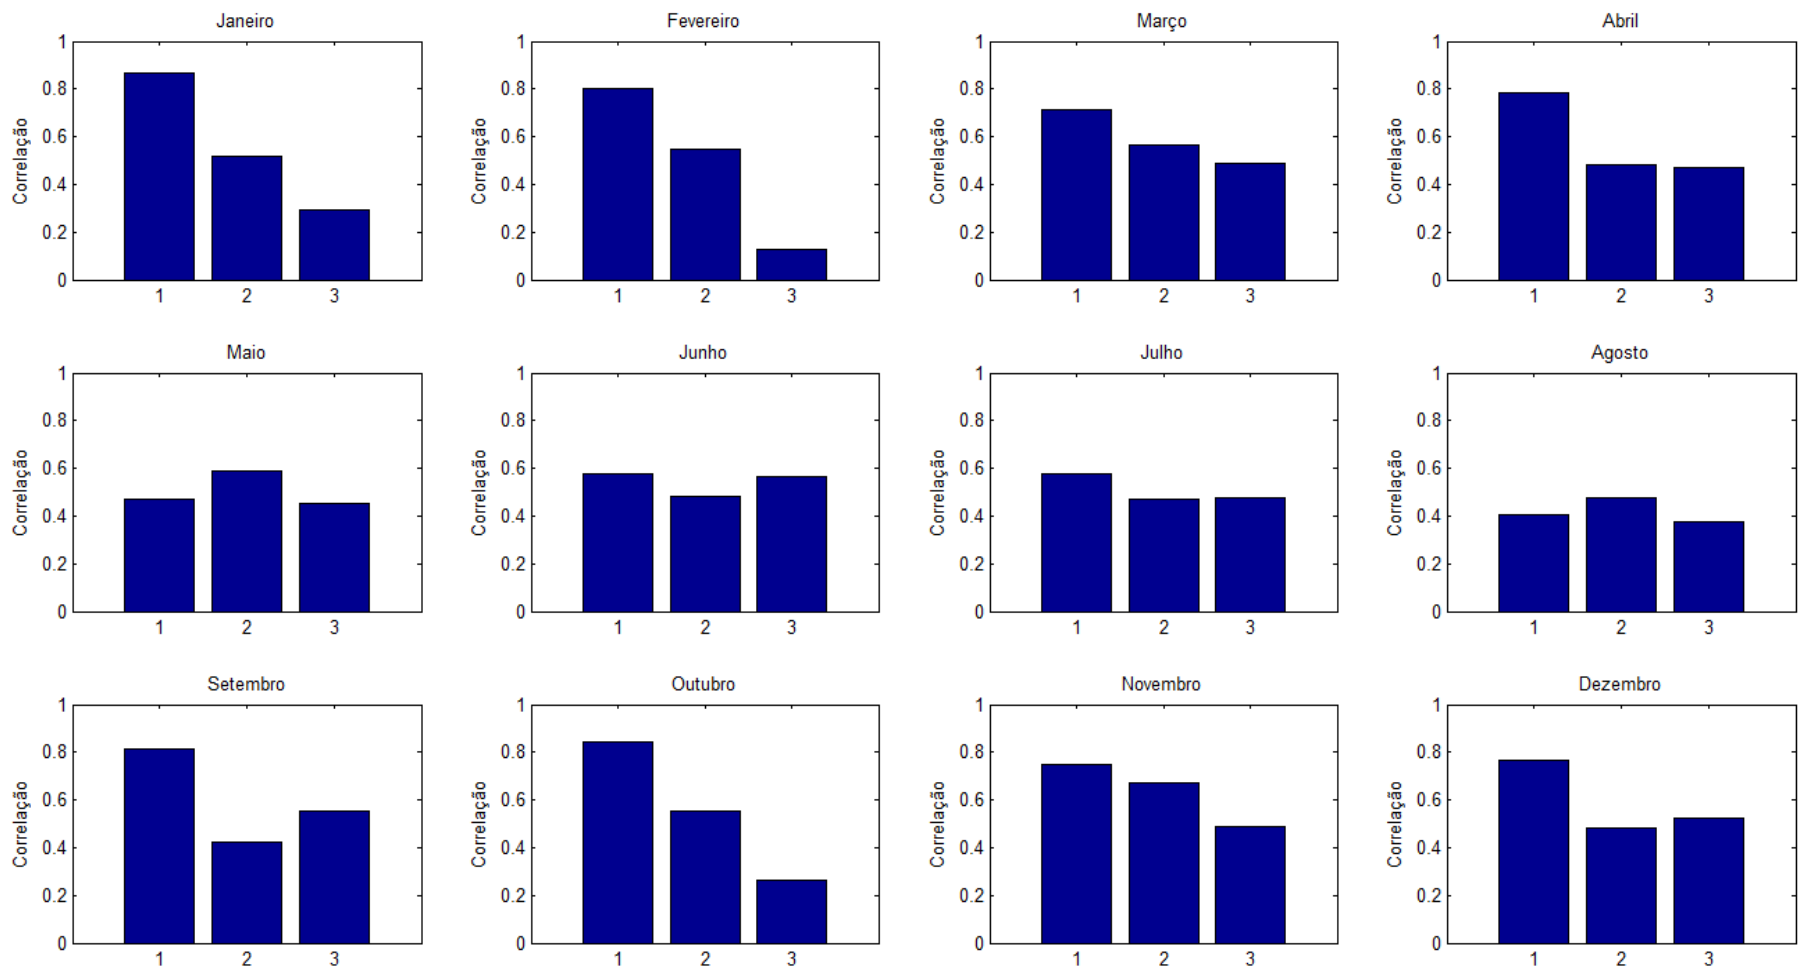 Janeiro
Correlação
1
0.8
0.6
0.4
0.2
0
1 2 3
Fevereiro
Correlação
1
0.8
0.6
0.4
0.2
0
1 2 3
Março
Correlação
1
0.8
0.6
0.4
0.2
0
1 2 3
Abril
Correlação
1
0.8
0.6
0.4
0.2
0
1 2 3
Maio
Correlação
1
0.8
0.6
0.4
0.2
0
1 2 3
Junho
Correlação
1
0.8
0.6
0.4
0.2
0
1 2 3
Julho
Correlação
1
0.8
0.6
0.4
0.2
0
1 2 3
Agosto
Correlação
1
0.8
0.6
0.4
0.2
0
1 2 3
Setembro
Correlação
1
0.8
0.6
0.4
0.2
0
1 2 3
Outubro
Correlação
1
0.8
0.6
0.4
0.2
0
1 2 3
Novembro
Correlação
1
0.8
0.6
0.4
0.2
0
1 2 3
Dezembro
Correlação
1
0.8
0.6
0.4
0.2
0
1 2 3